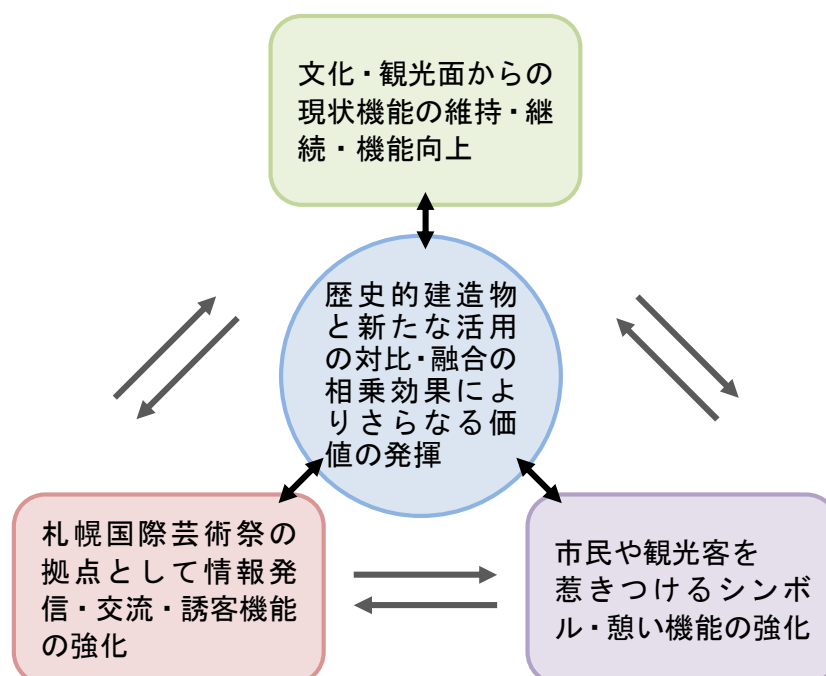 文化・観光面からの
現状機能の維持・継
続・機能向上
歴史的建造物
と新たな活用
の対比・融合の
相乗効果によ
りさらなる価
値の発揮
札幌国際芸術祭の
拠点として情報発
信・交流・誘客機能
の強化
市民や観光客を
惹きつけるシンボ
ル・憩い機能の強化